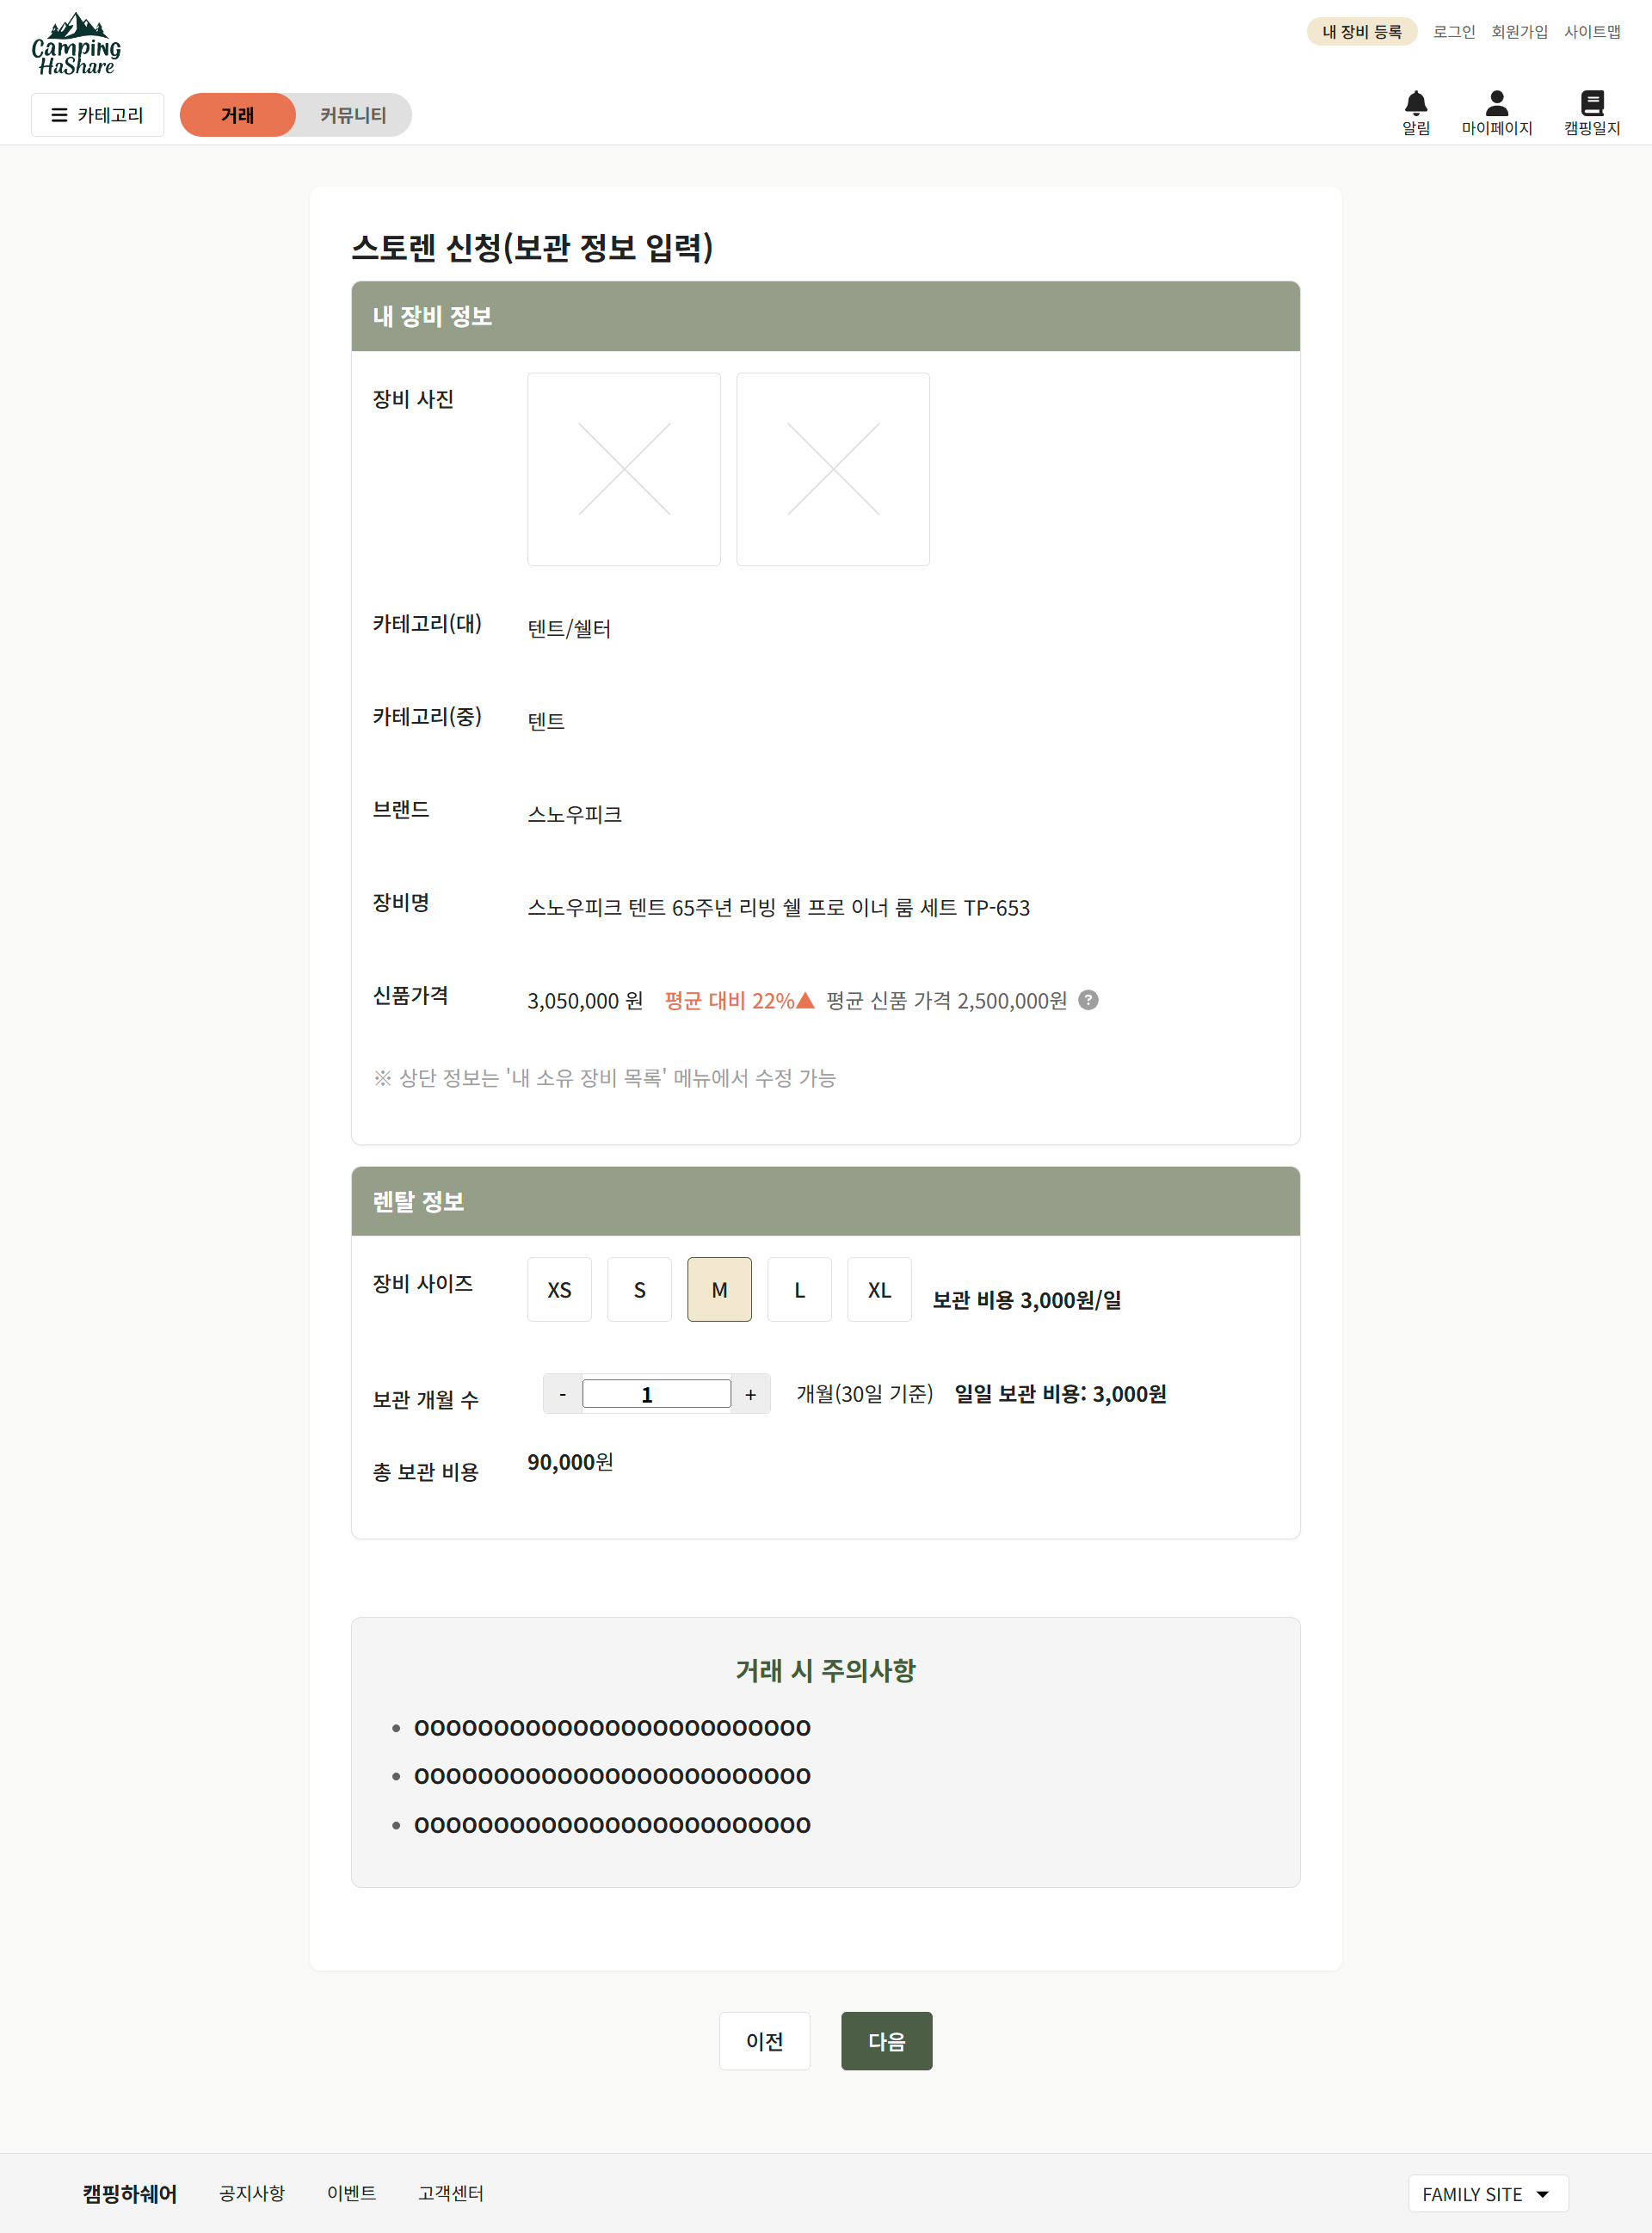 Camping
HaShare
내 장비 등록 로그인 회원가입 사이트맵
카테고리 거래 커뮤니티
알림 마이페이지 캠핑일지
스토렌 신청(보관 정보 입력)
내 장비 정보
장비 사진
카테고리(대) 텐트/쉘터
카테고리(중) 텐트
브랜드 스노우피크
장비명 스노우피크 텐트 65주년 리빙 쉘 프로 이너 룸 세트 TP-653
신품가격 3,050,000 원 평균 대비 22%▲ 평균 신품 가격 2,500,000원 ?
※ 상단 정보는 '내 소유 장비 목록' 메뉴에서 수정 가능
렌탈 정보
장비 사이즈 XS S M L XL 보관 비용 3,000원/일
보관 개월 수 - 1 + 개월(30일 기준) 일일 보관 비용: 3,000원
총 보관 비용 90,000원
거래 시 주의사항
• ooooooooooooooooooooooooo
• ooooooooooooooooooooooooo
• ooooooooooooooooooooooooo
이전 다음
캠핑하쉐어 공지사항 이벤트 고객센터 FAMILY SITE